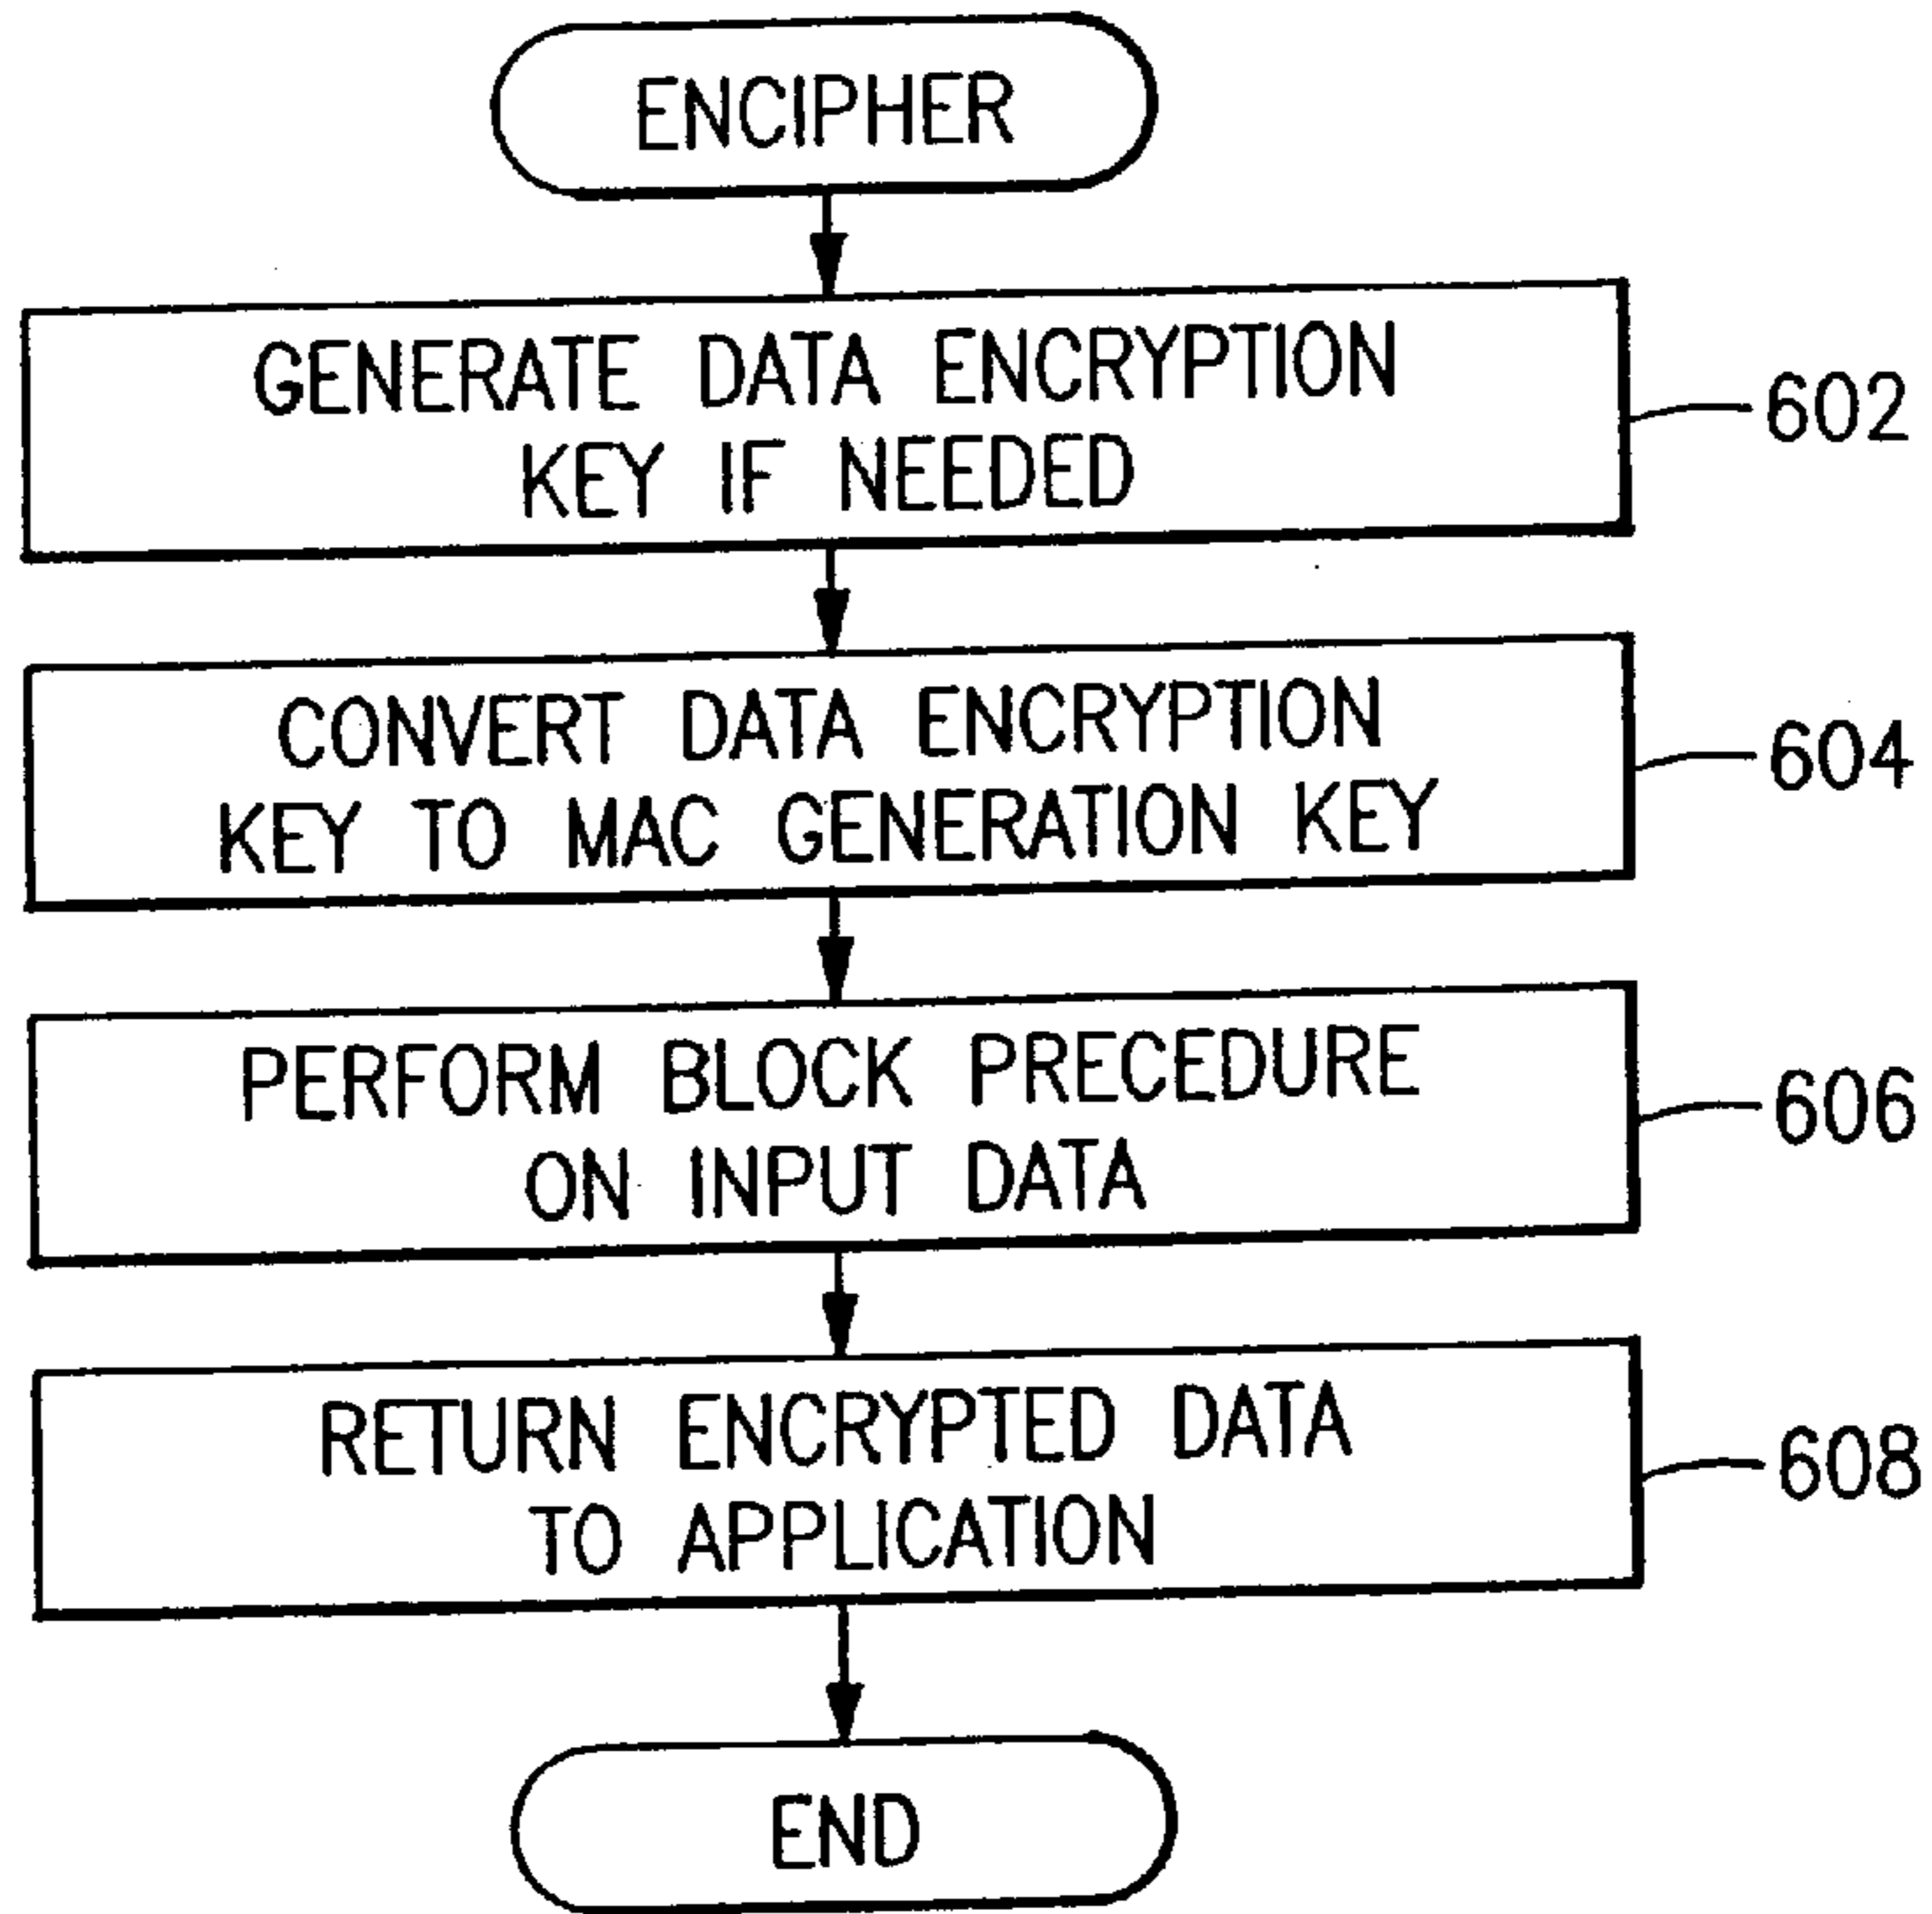 ENCIPHER
GENERATE DATA ENCRYPTION
KEY IF NEEDED
602
CONVERT DATA ENCRYPTION
KEY TO MAC GENERATION KEY
604
PERFORM BLOCK PRECEDURE
ON INPUT DATA
606
RETURN ENCRYPTED DATA
TO APPLICATION
608
END